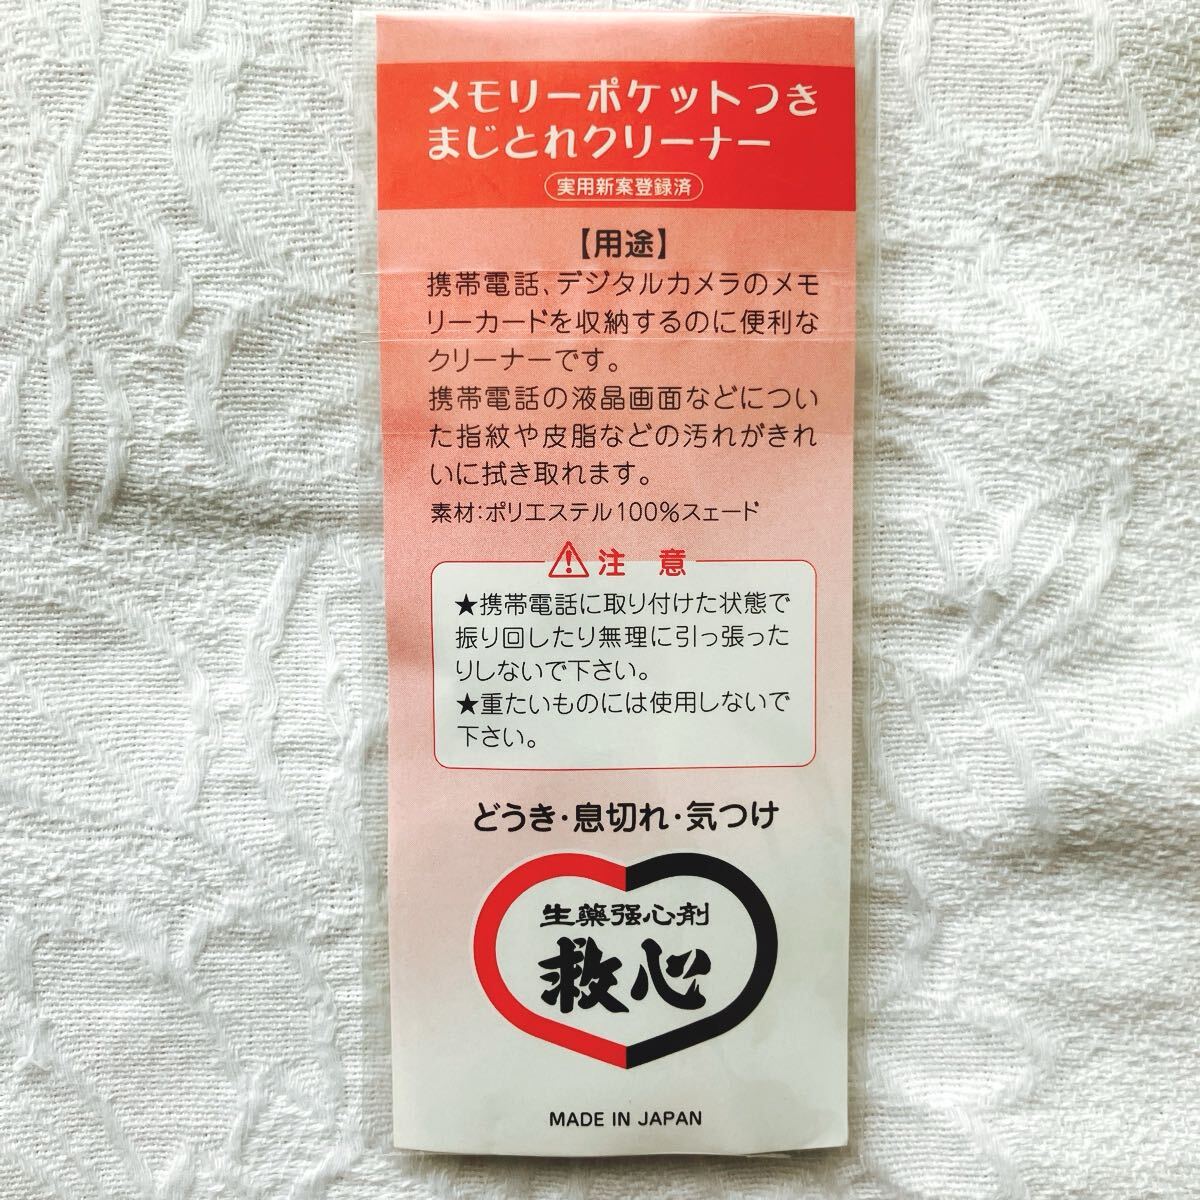 メモリーポケットつき
まじとれクリーナー
実用新案登録済
【用途】
携帯電話、デジタルカメラのメモ
リーカードを収納するのに便利な
クリーナーです。
携帯電話の液晶画面などについ
た指紋や皮脂などの汚れがきれ
いに拭き取れます。
素材:ポリエステル100%スェード
注 意
★携帯電話に取り付けた状態で
振り回したり無理に引っ張った
りしないで下さい。
★重たいものには使用しないで
下さい。
どうき・息切れ・気つけ
生薬强心剤
救心
MADE IN JAPAN